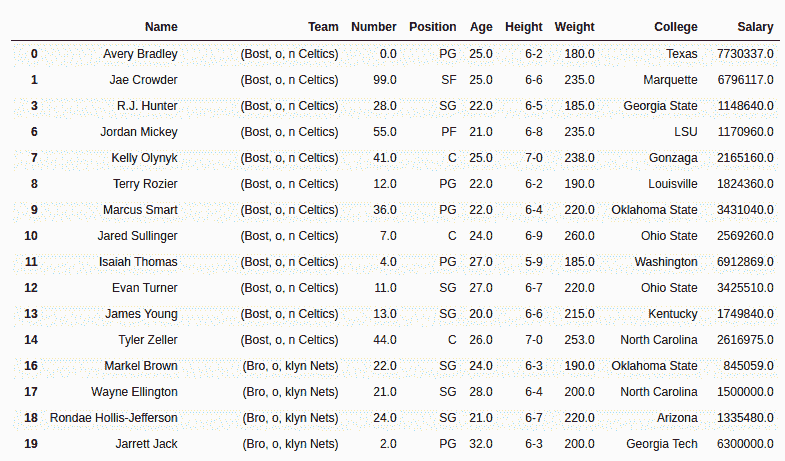 Name Team Number Position Age Height Weight College Salary
0 Avery Bradley (Bost, o, n Celtics) 0.0 PG 25.0 6-2 180.0 Texas 7730337.0
1 Jae Crowder (Bost, o, n Celtics) 99.0 SF 25.0 6-6 235.0 Marquette 6796117.0
3 R.J. Hunter (Bost, o, n Celtics) 28.0 SG 22.0 6-5 185.0 Georgia State 1148640.0
6 Jordan Mickey (Bost, o, n Celtics) 55.0 PF 21.0 6-8 235.0 LSU 1170960.0
7 Kelly Olynyk (Bost, o, n Celtics) 41.0 C 25.0 7-0 238.0 Gonzaga 2165160.0
8 Terry Rozier (Bost, o, n Celtics) 12.0 PG 22.0 6-2 190.0 Louisville 1824360.0
9 Marcus Smart (Bost, o, n Celtics) 36.0 PG 22.0 6-4 220.0 Oklahoma State 3431040.0
10 Jared Sullinger (Bost, o, n Celtics) 7.0 C 24.0 6-9 260.0 Ohio State 2569260.0
11 Isaiah Thomas (Bost, o, n Celtics) 4.0 PG 27.0 5-9 185.0 Washington 6912869.0
12 Evan Turner (Bost, o, n Celtics) 11.0 SG 27.0 6-7 220.0 Ohio State 3425510.0
13 James Young (Bost, o, n Celtics) 13.0 SG 20.0 6-6 215.0 Kentucky 1749840.0
14 Tyler Zeller (Bost, o, n Celtics) 44.0 C 26.0 7-0 253.0 North Carolina 2616975.0
16 Markel Brown (Bro, o, klyn Nets) 22.0 SG 24.0 6-3 190.0 Oklahoma State 845059.0
17 Wayne Ellington (Bro, o, klyn Nets) 21.0 SG 28.0 6-4 200.0 North Carolina 1500000.0
18 Rondae Hollis-Jefferson (Bro, o, klyn Nets) 24.0 SG 21.0 6-7 220.0 Arizona 1335480.0
19 Jarrett Jack (Bro, o, klyn Nets) 2.0 PG 32.0 6-3 200.0 Georgia Tech 6300000.0